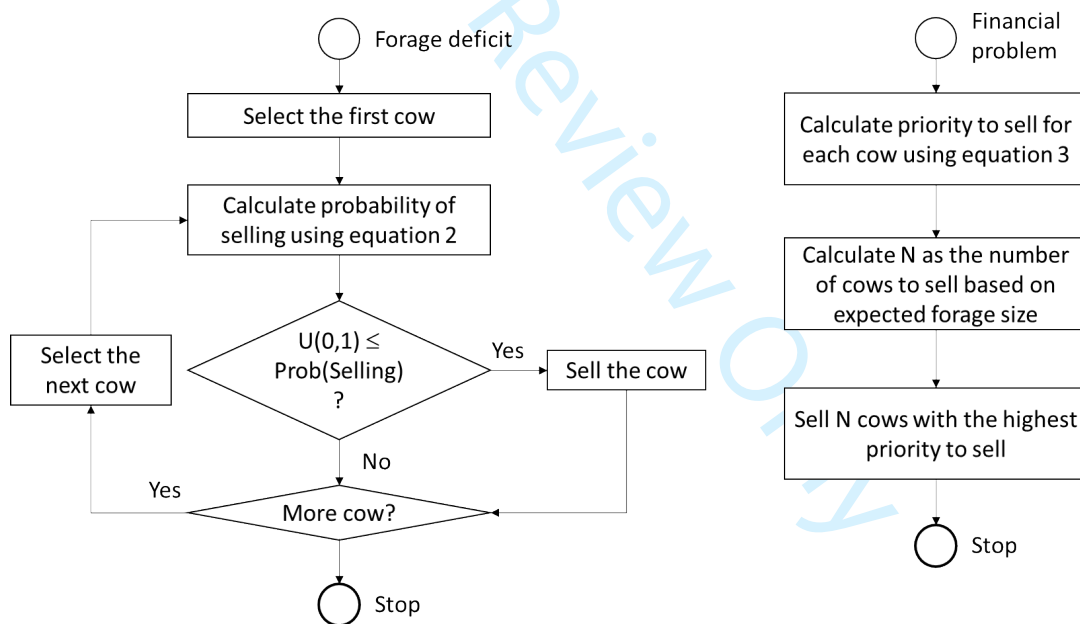 Forage deficit
Select the first cow
Calculate probability of
selling using equation 2
U(0,1) ≤
Prob(Selling)
?
Yes
Sell the cow
No
Select the
next cow
Yes
More cow?
Stop
Financial
problem
Calculate priority to sell for
each cow using equation 3
Calculate N as the number
of cows to sell based on
expected forage size
Sell N cows with the highest
priority to sell
Stop
Review Only